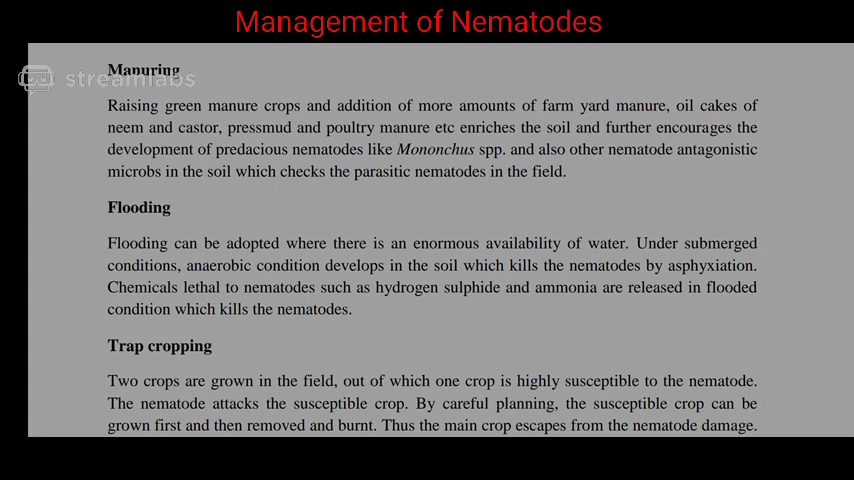 Management of Nematodes
Manuring
streamlabs
Raising green manure crops and addition of more amounts of farm yard manure, oil cakes of
neem and castor, pressmud and poultry manure etc enriches the soil and further encourages the
development of predacious nematodes like Mononchus spp. and also other nematode antagonistic
microbs in the soil which checks the parasitic nematodes in the field.
Flooding
Flooding can be adopted where there is an enormous availability of water. Under submerged
conditions, anaerobic condition develops in the soil which kills the nematodes by asphyxiation.
Chemicals lethal to nematodes such as hydrogen sulphide and ammonia are released in flooded
condition which kills the nematodes.
Trap cropping
Two crops are grown in the field, out of which one crop is highly susceptible to the nematode.
The nematode attacks the susceptible crop. By careful planning, the susceptible crop can be
grown first and then removed and burnt. Thus the main crop escapes from the nematode damage.